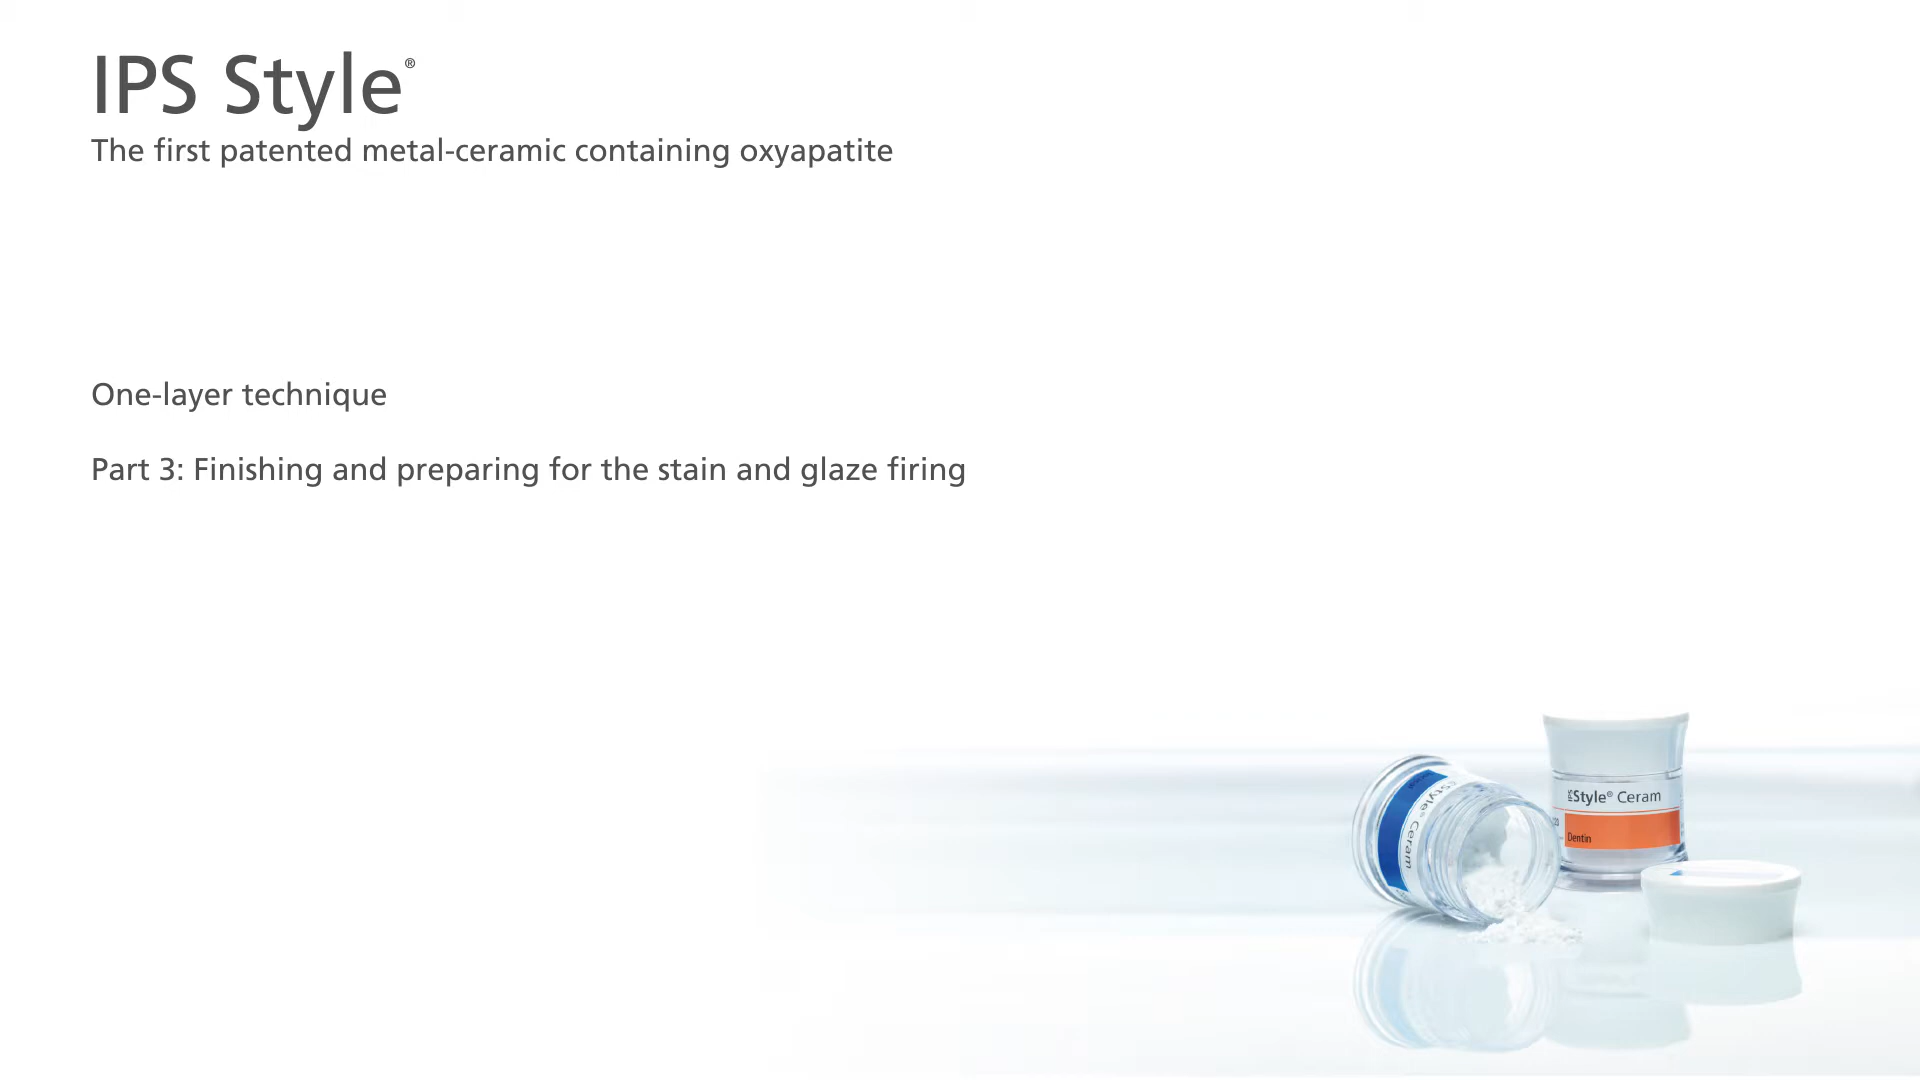 IPS Style®
The first patented metal-ceramic containing oxyapatite
One-layer technique
Part 3: Finishing and preparing for the stain and glaze firing
Style® Ceram
IPS Style® Ceram
Dentin